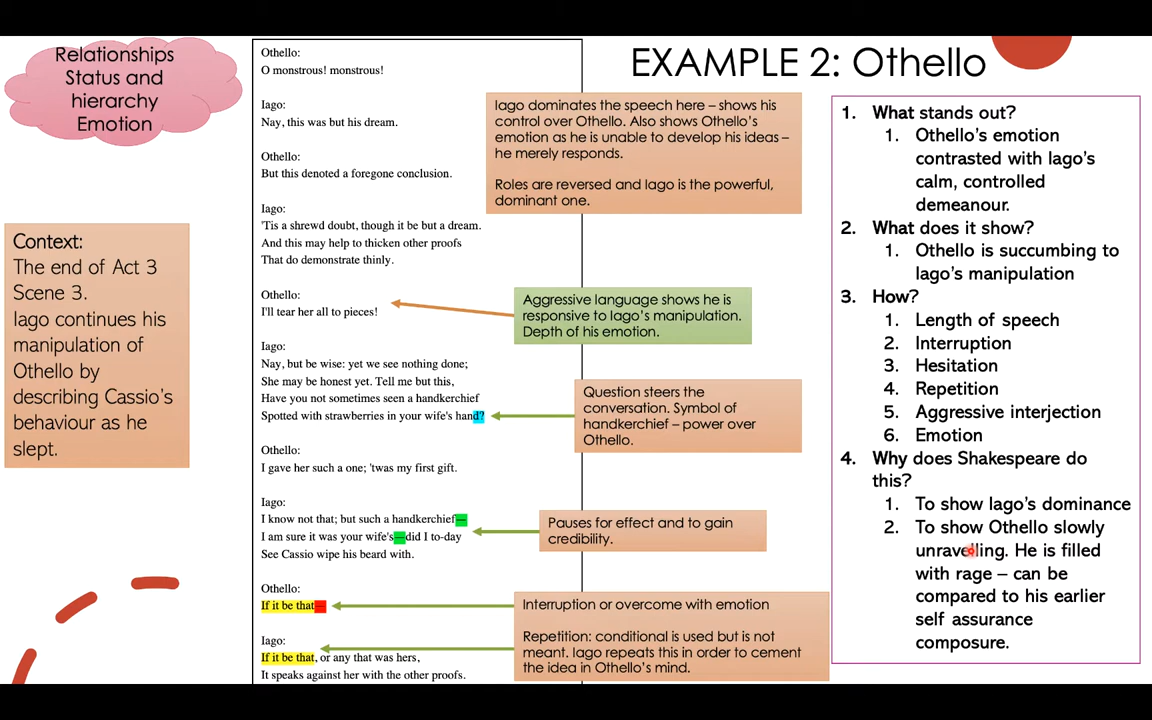 Relationships
Status and
hierarchy
Emotion
Context:
The end of Act 3
Scene 3.
Iago continues his
manipulation of
Othello by
describing Cassio's
behaviour as he
slept.
Othello:
O monstrous! monstrous!
Iago:
Nay, this was but his dream.
Othello:
But this denoted a foregone conclusion.
Iago:
'Tis a shrewd doubt, though it be but a dream.
And this may help to thicken other proofs
That do demonstrate thinly.
Othello:
I'll tear her all to pieces!
Iago:
Nay, but be wise: yet we see nothing done;
She may be honest yet. Tell me but this,
Have you not sometimes seen a handkerchief
Spotted with strawberries in your wife's hand?
Othello:
I gave her such a one; 'twas my first gift.
Iago:
I know not that; but such a handkerchief—
I am sure it was your wife's—did I to-day
See Cassio wipe his beard with.
Othello:
If it be that—
Iago:
If it be that, or any that was hers,
It speaks against her with the other proofs.
EXAMPLE 2: Othello
Iago dominates the speech here – shows his
control over Othello. Also shows Othello's
emotion as he is unable to develop his ideas –
he merely responds.
Roles are reversed and Iago is the powerful,
dominant one.
Aggressive language shows he is
responsive to Iago's manipulation.
Depth of his emotion.
Question steers the
conversation. Symbol of
handkerchief – power over
Othello.
Pauses for effect and to gain
credibility.
Interruption or overcome with emotion
Repetition: conditional is used but is not
meant. Iago repeats this in order to cement
the idea in Othello's mind.
1. What stands out?
1. Othello's emotion
contrasted with Iago's
calm, controlled
demeanour.
2. What does it show?
1. Othello is succumbing to
Iago's manipulation
3. How?
1. Length of speech
2. Interruption
3. Hesitation
4. Repetition
5. Aggressive interjection
6. Emotion
4. Why does Shakespeare do
this?
1. To show Iago's dominance
2. To show Othello slowly
unravelling. He is filled
with rage – can be
compared to his earlier
self assurance
composure.